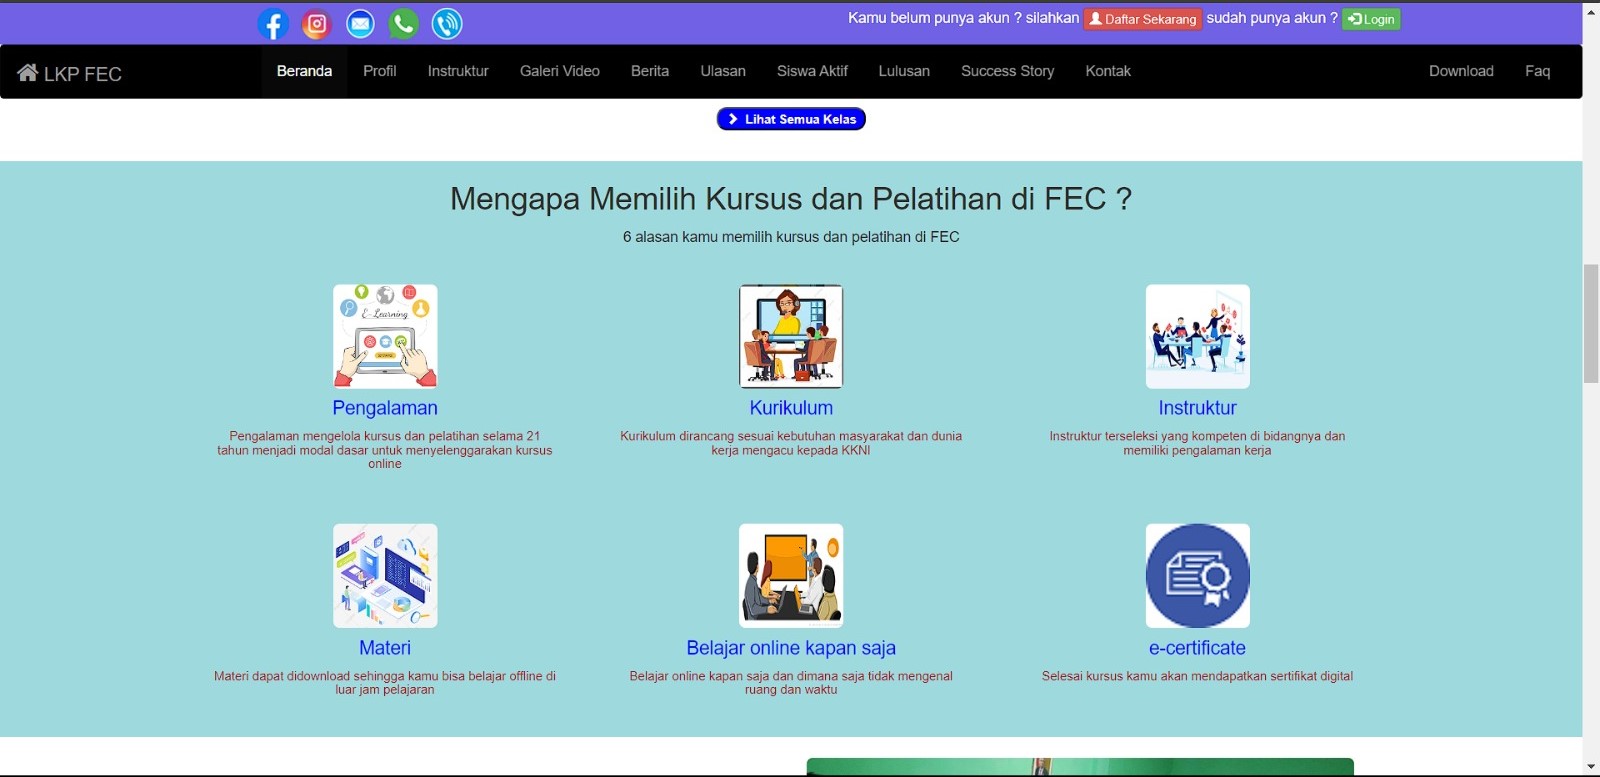 Kamu belum punya akun ? silahkan Daftar Sekarang sudah punya akun ? Login
LKP FEC Beranda Profil Instruktur Galeri Video Berita Ulasan Siswa Aktif Lulusan Success Story Kontak Download Faq
Lihat Semua Kelas
Mengapa Memilih Kursus dan Pelatihan di FEC ?
6 alasan kamu memilih kursus dan pelatihan di FEC
E-Learning
Pengalaman
Pengalaman mengelola kursus dan pelatihan selama 21
tahun menjadi modal dasar untuk menyelenggarakan kursus
online
Kurikulum
Kurikulum dirancang sesuai kebutuhan masyarakat dan dunia
kerja mengacu kepada KKNI
Instruktur
Instruktur terseleksi yang kompeten di bidangnya dan
memiliki pengalaman kerja
Materi
Materi dapat didownload sehingga kamu bisa belajar offline di
luar jam pelajaran
Belajar online kapan saja
Belajar online kapan saja dan dimana saja tidak mengenal
ruang dan waktu
e-certificate
Selesai kursus kamu akan mendapatkan sertifikat digital